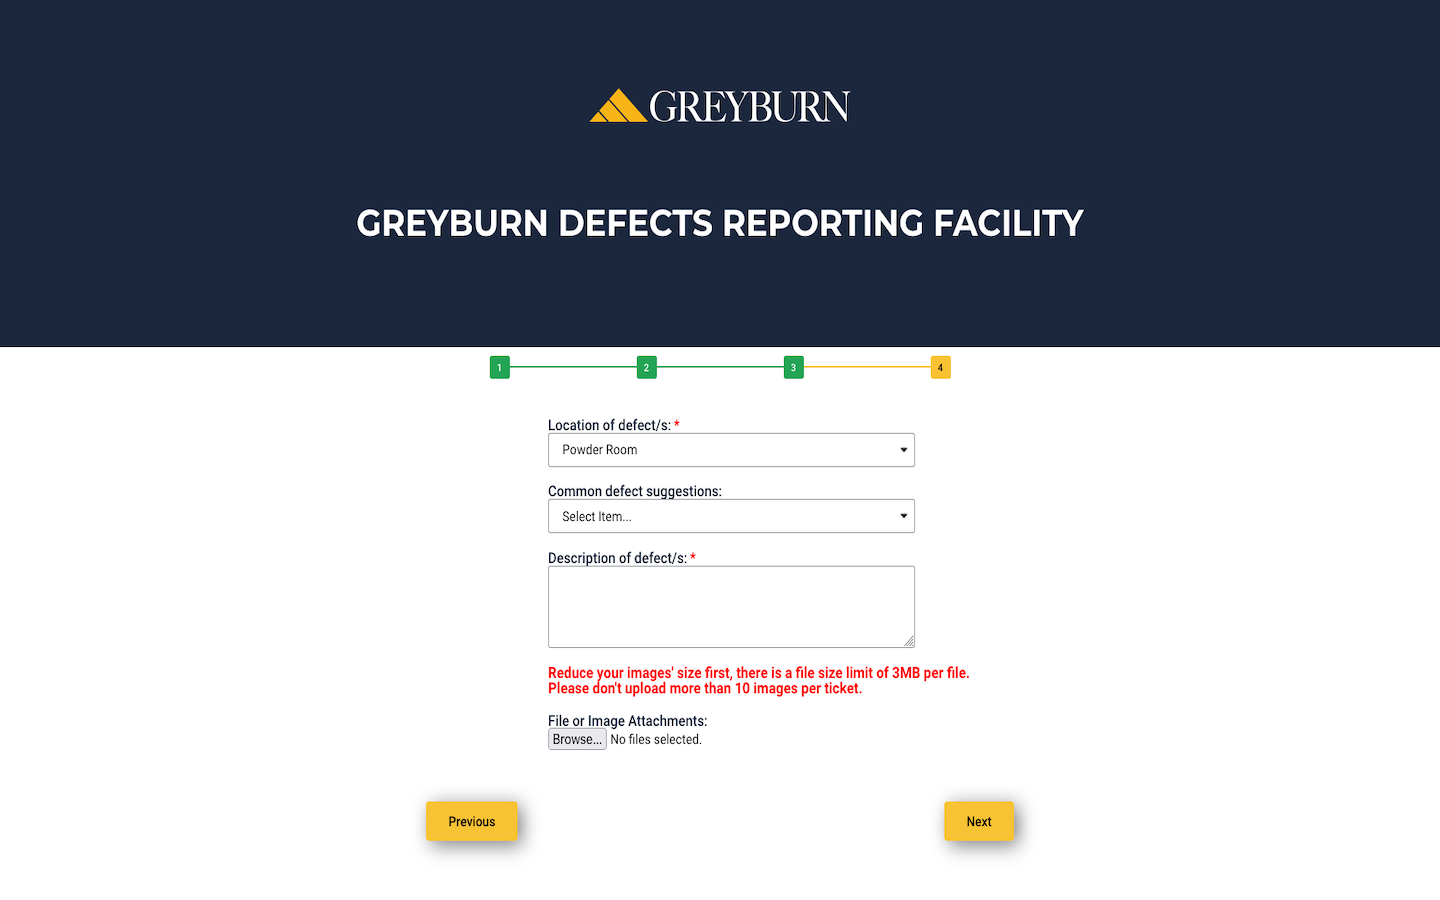 GREYBURN
GREYBURN DEFECTS REPORTING FACILITY
1 2 3 4
Location of defect/s: *
Powder Room
Common defect suggestions:
Select Item...
Description of defect/s: *
Reduce your images' size first, there is a file size limit of 3MB per file.
Please don't upload more than 10 images per ticket.
File or Image Attachments:
Browse... No files selected.
Previous Next